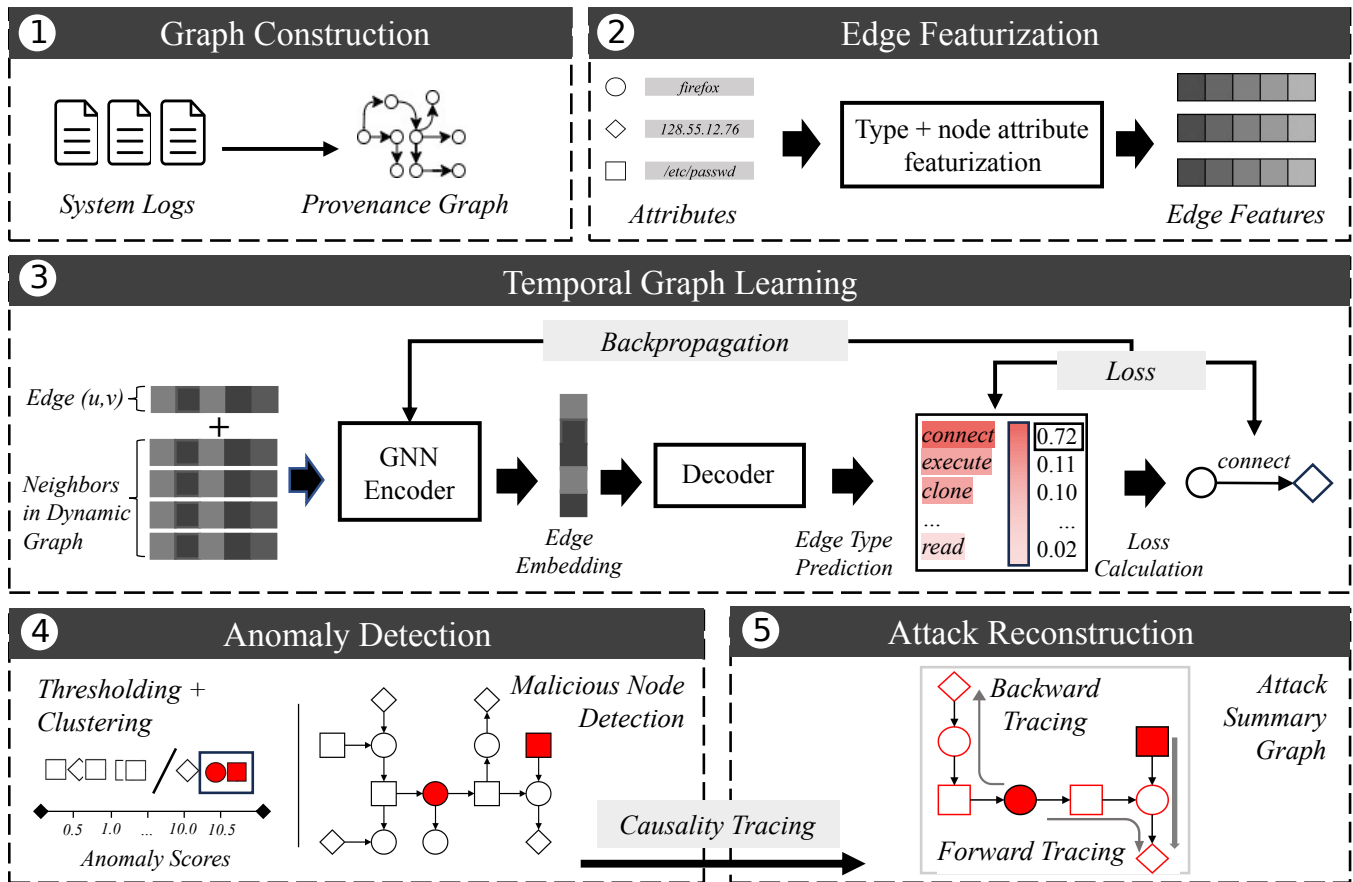 1 Graph Construction
System Logs
Provenance Graph
2 Edge Featurization
firefox
128.55.12.76
/etc/passwd
Attributes
Type + node attribute
featurization
Edge Features
3 Temporal Graph Learning
Backpropagation
Loss
Edge (u,v)
+
Neighbors
in Dynamic
Graph
GNN
Encoder
Edge
Embedding
Decoder
Edge Type
Prediction
connect 0.72
execute 0.11
clone 0.10
... ...
read 0.02
Loss
Calculation
connect
4 Anomaly Detection
Thresholding +
Clustering
0.5 1.0 ... 10.0 10.5
Anomaly Scores
Malicious Node
Detection
Causality Tracing
5 Attack Reconstruction
Backward
Tracing
Forward Tracing
Attack
Summary
Graph